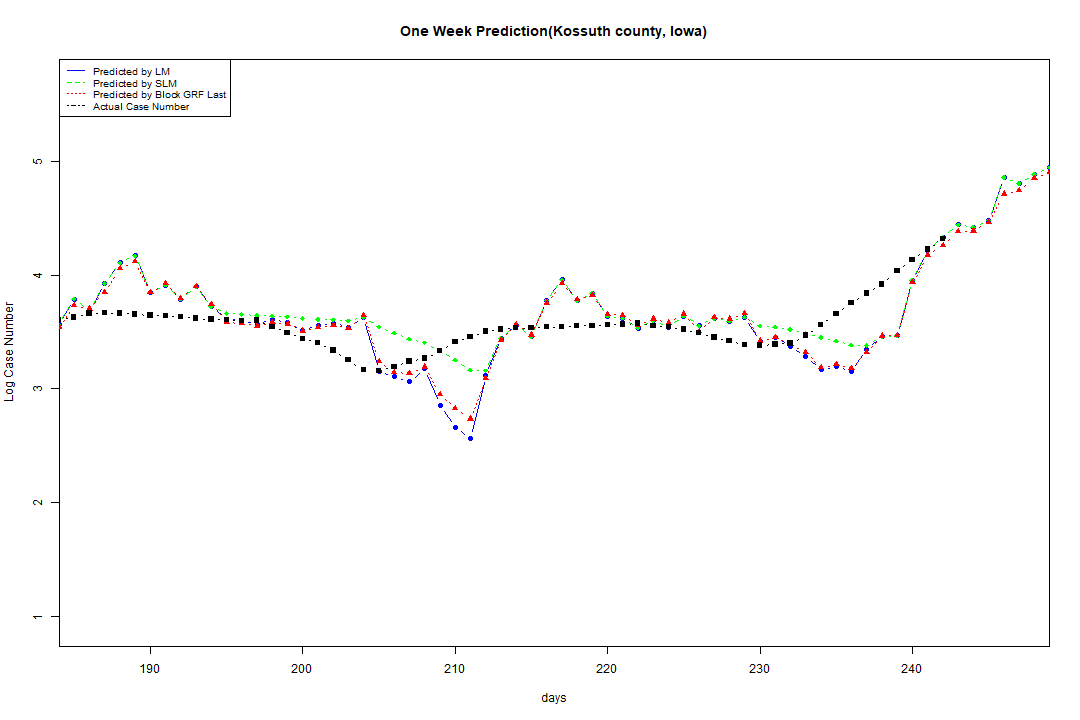 One Week Prediction(Kossuth county, Iowa)
Predicted by LM
Predicted by SLM
Predicted by Block GRF Last
Actual Case Number
5
4
3
2
1
Log Case Number
190 200 210 220 230 240
days